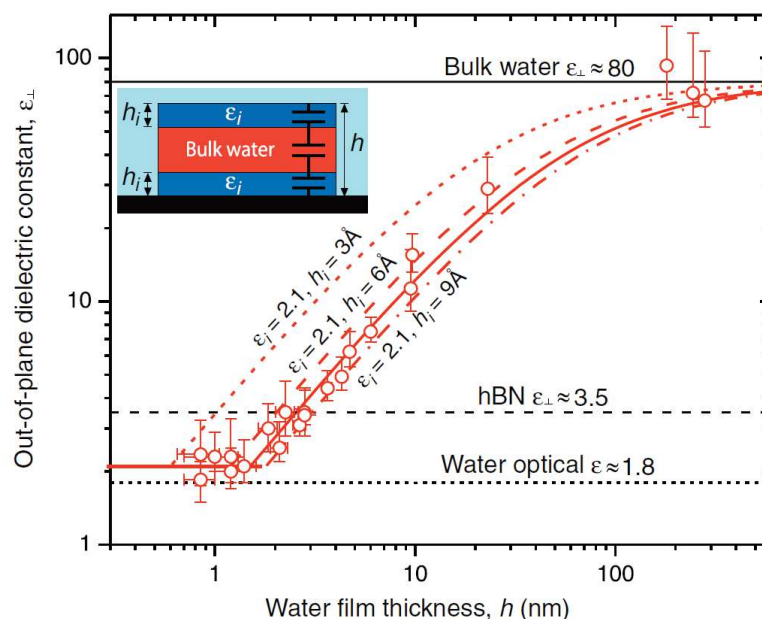 Out-of-plane dielectric constant, ε⊥
100
10
1
Bulk water ε⊥ ≈ 80
hᵢ
εᵢ
Bulk water
h
hᵢ
εᵢ
εᵢ = 2.1, hᵢ = 3Å
εᵢ = 2.1, hᵢ = 6Å
εᵢ = 2.1, hᵢ = 9Å
hBN ε⊥ ≈ 3.5
Water optical ε ≈ 1.8
1
10
100
Water film thickness, h (nm)